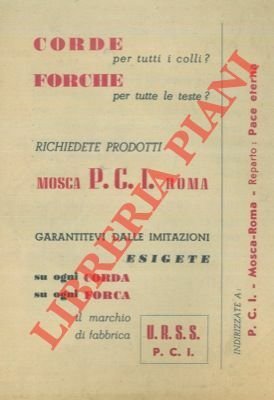 CORDE
per tutti i colli?
FORCHE
per tutte le teste?
RICHIEDETE PRODOTTI
MOSCA P.C.I. ROMA
GARANTITEVI DALLE IMITAZIONI
ESIGETE
su ogni CORDA
su ogni FORCA
il marchio
di fabbrica
U.R.S.S.
P.C.I.
INDIRIZZATE A:
P. C. I. - Mosca-Roma - Reparto: Pace eterna
LIBRERIA PIANI